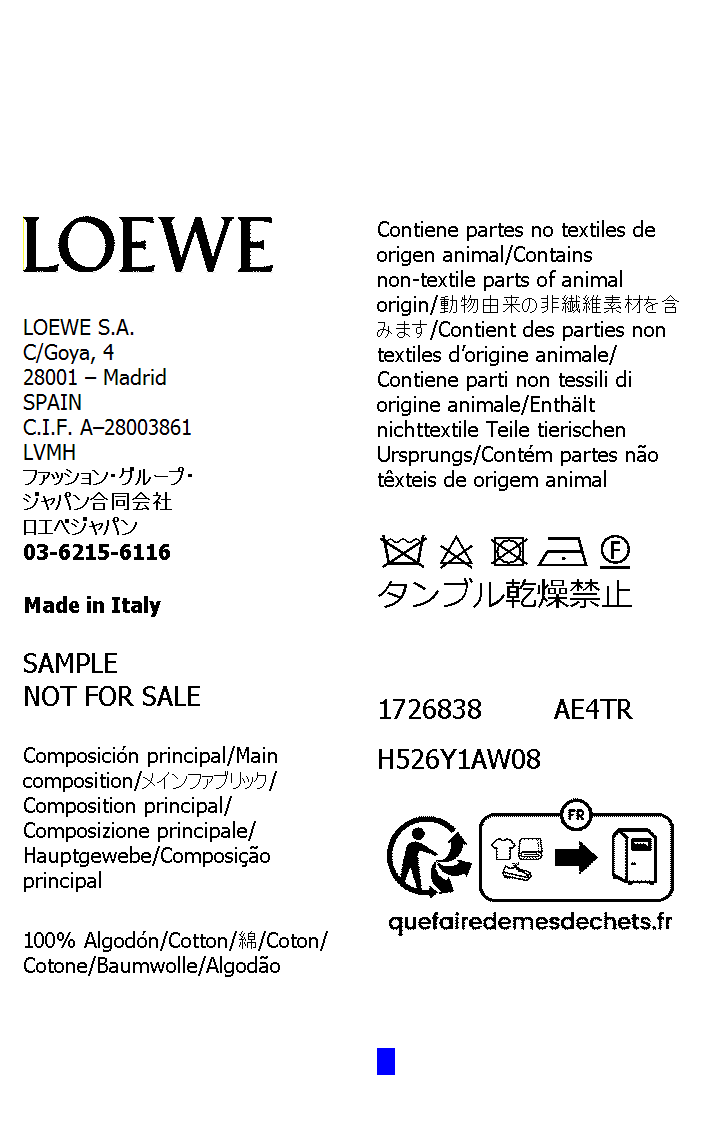 LOEWE
LOEWE S.A.
C/Goya, 4
28001 – Madrid
SPAIN
C.I.F. A–28003861
LVMH
ファッション・グループ・
ジャパン合同会社
ロエベジャパン
03-6215-6116
Made in Italy
SAMPLE
NOT FOR SALE
Composición principal/Main
composition/メインファブリック/
Composition principal/
Composizione principale/
Hauptgewebe/Composição
principal
100% Algodón/Cotton/綿/Coton/
Cotone/Baumwolle/Algodão
Contiene partes no textiles de
origen animal/Contains
non-textile parts of animal
origin/動物由来の非繊維素材を含
みます/Contient des parties non
textiles d’origine animale/
Contiene parti non tessili di
origine animale/Enthält
nichttextile Teile tierischen
Ursprungs/Contém partes não
têxteis de origem animal
F
タンブル乾燥禁止
1726838 AE4TR
H526Y1AW08
FR
quefairedemesdechets.fr